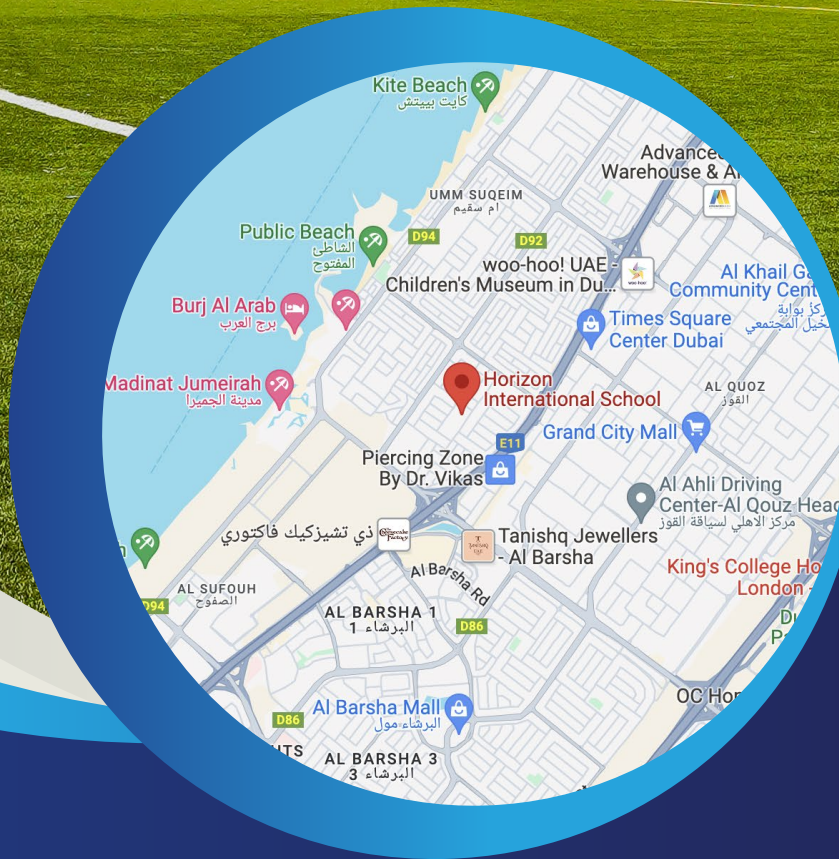 Kite Beach
كايت بييتش
Advance
Warehouse & A
UMM SUQEIM
ام سقيم
Public Beach
الشاطئ
المفتوح
D94
D92
woo-hoo! UAE -
Children's Museum in Du...
Al Khail Ga
Community Cent
Burj Al Arab
برج العرب
Times Square
Center Dubai
Madinat Jumeirah
مدينة الجميرا
Horizon
International School
AL QUOZ
القوز
E11
Grand City Mall
Piercing Zone
By Dr. Vikas
Al Ahli Driving
Center-Al Qouz Head
مركز الاهلي لسياقة القوز
ذي تشيزكيك فاكتوري
Tanishq Jewellers
- Al Barsha
King's College Ho
London -
Al Barsha Rd
AL SUFOUH
الصفوح
D94
AL BARSHA 1
البرشاء 1
D86
OC Hor
Al Barsha Mall
البرشاء مول
D86
HTS
AL BARSHA 3
البرشاء 3